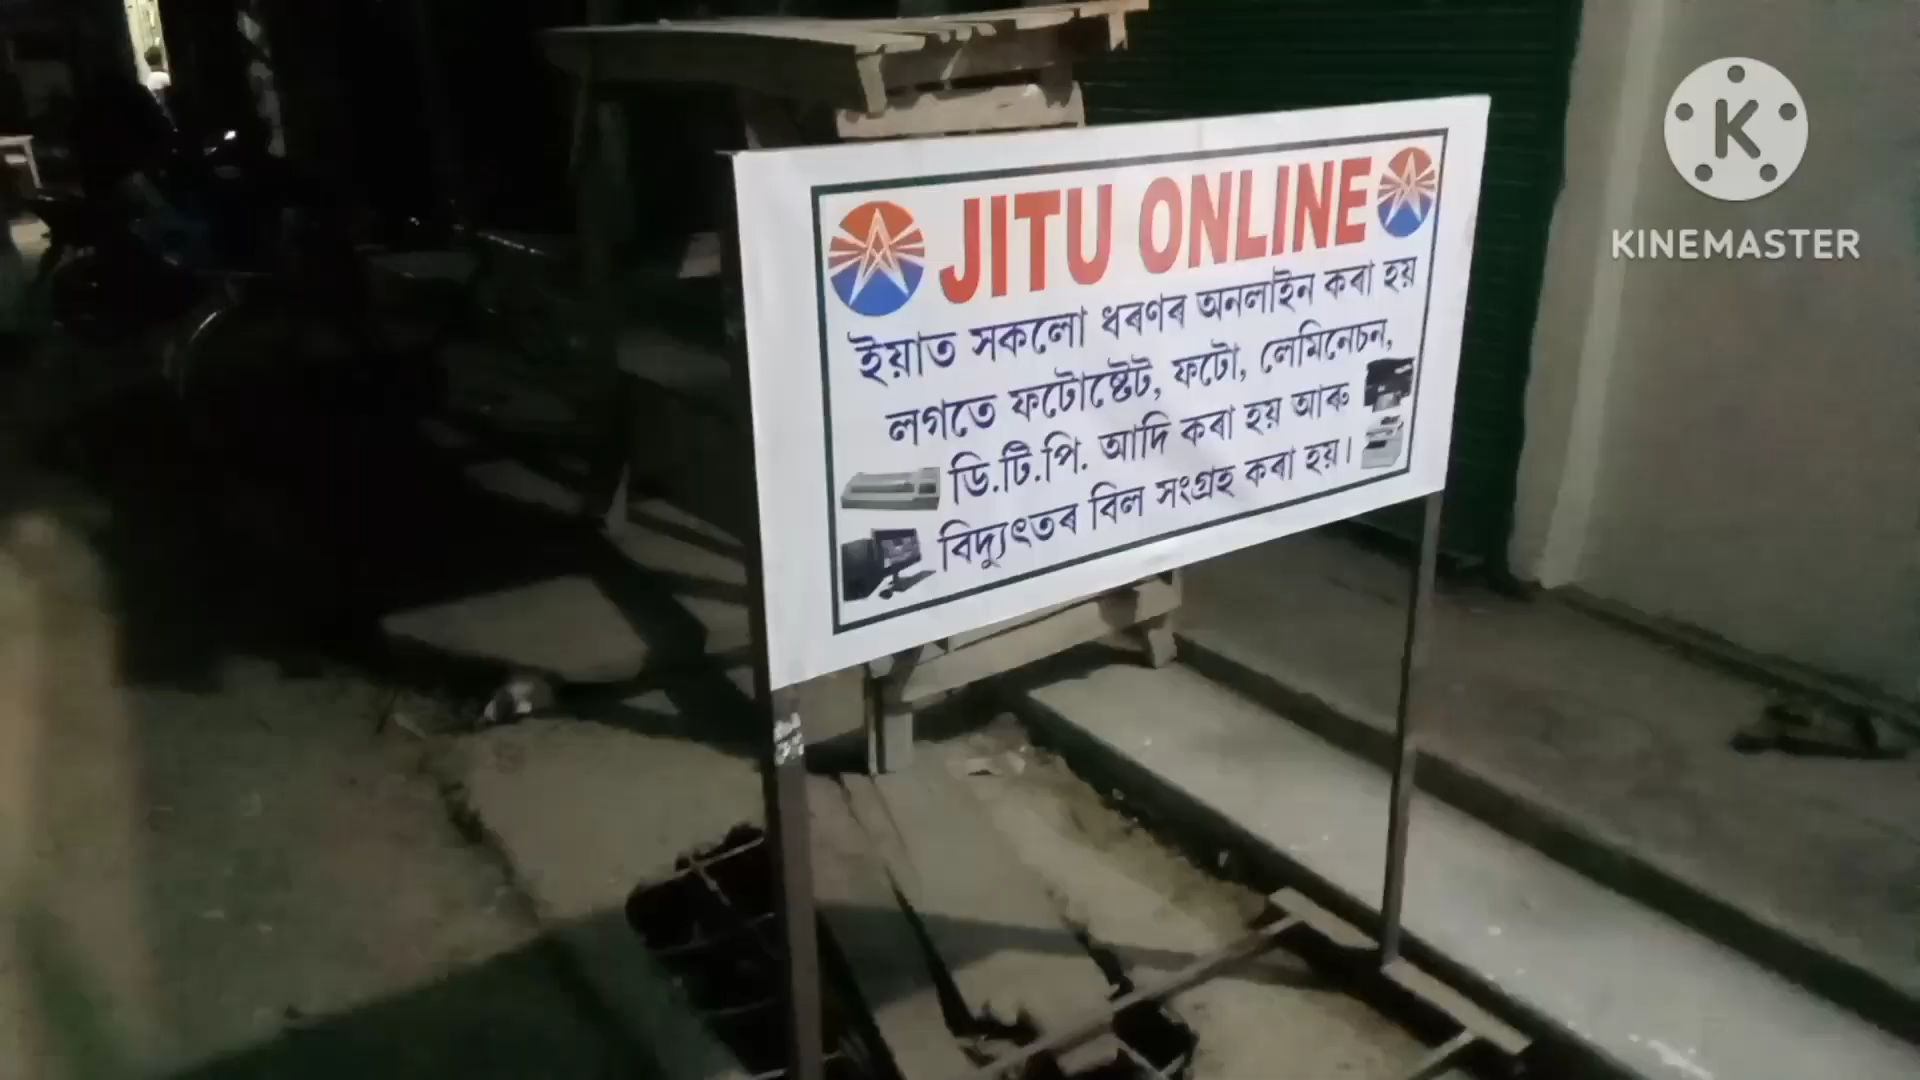 JITU ONLINE
ইয়াত সকলো ধৰণৰ অনলাইন কৰা হয়
লগতে ফটোষ্টেট, ফটো, লেমিনেচন,
ডি.টি.পি. আদি কৰা হয় আৰু
বিদ্যুৎতৰ বিল সংগ্ৰহ কৰা হয়।
K
KINEMASTER